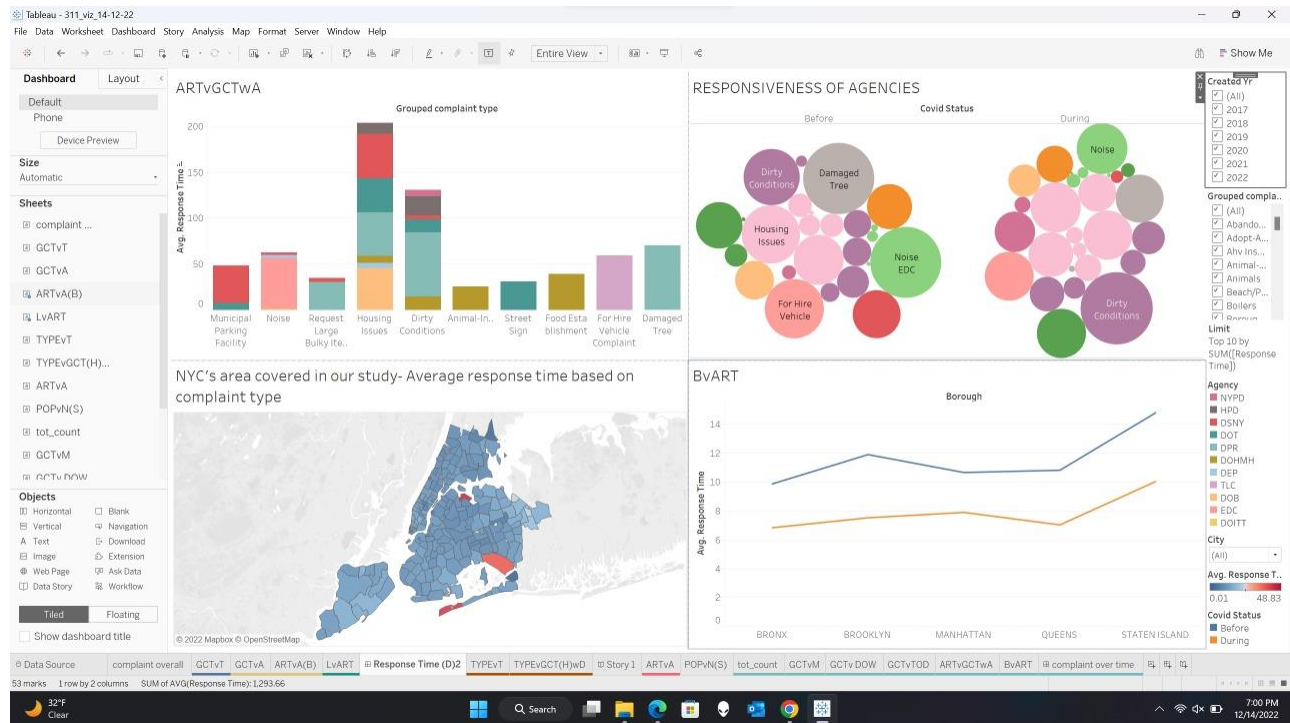 Tableau - 311_viz_14-12-22
File Data Worksheet Dashboard Story Analysis Map Format Server Window Help
Entire View
Show Me
Dashboard Layout
Default
Phone
Device Preview
Size
Automatic
Sheets
complaint ...
GCTvT
GCTvA
ARTvA(B)
LvART
TYPEvT
TYPEvGCT(H)...
ARTvA
POPvN(S)
tot_count
GCTvM
GCTv DOW
Objects
Horizontal Blank
Vertical Navigation
Text Download
Image Extension
Web Page Ask Data
Data Story Workflow
Tiled Floating
Show dashboard title
ARTvGCTwA
Grouped complaint type
Avg. Response Time
200
150
100
50
0
Municipal Parking Facility
Noise
Request Large Bulky Ite..
Housing Issues
Dirty Conditions
Animal-In..
Street Sign
Food Esta blishment
For Hire Vehicle Complaint
Damaged Tree
RESPONSIVENESS OF AGENCIES
Covid Status
Before During
Dirty Conditions
Damaged Tree
Housing Issues
Noise EDC
For Hire Vehicle
Noise
Dirty Conditions
NYC's area covered in our study- Average response time based on
complaint type
© 2022 Mapbox © OpenStreetMap
BvART
Borough
Avg. Response Time
14
12
10
8
6
4
2
0
BRONX BROOKLYN MANHATTAN QUEENS STATEN ISLAND
Created Yr
(All)
2017
2018
2019
2020
2021
2022
Grouped compla..
(All)
Abando...
Adopt-A...
Ahv Ins...
Animal-...
Animals
Beach/P...
Boilers
Limit
Top 10 by
SUM([Response
Time])
Agency
NYPD
HPD
DSNY
DOT
DPR
DOHMH
DEP
TLC
DOB
EDC
DOITT
City
(All)
Avg. Response T..
0.01 48.83
Covid Status
Before
During
Data Source complaint overall GCTvT GCTvA ARTvA(B) LvART Response Time (D)2 TYPEvT TYPEvGCT(H)wD Story 1 ARTvA POPvN(S) tot_count GCTvM GCTv DOW GCTvTOD ARTvGCTwA BvART complaint over time
53 marks 1 row by 2 columns SUM of AVG(Response Time): 1,293.66
32°F
Clear
Search
7:00 PM
12/14/2022